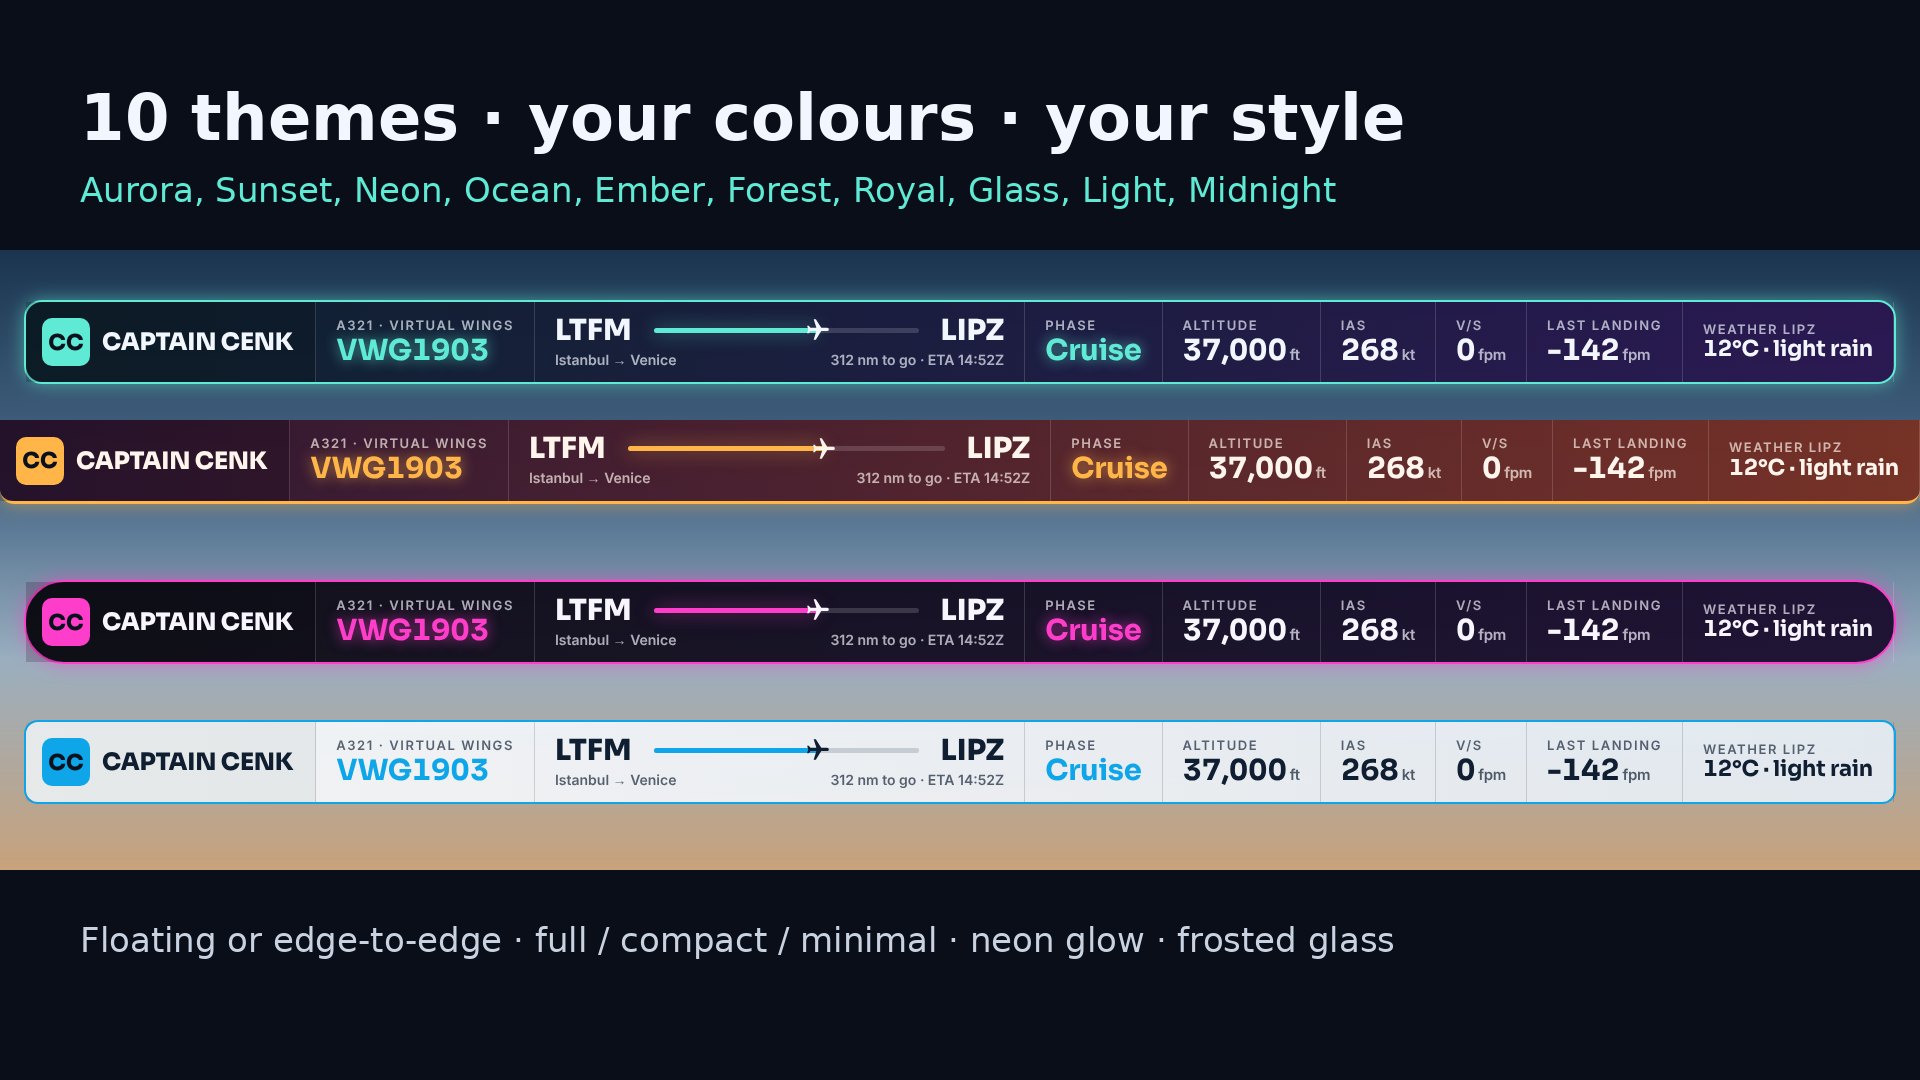 10 themes · your colours · your style
Aurora, Sunset, Neon, Ocean, Ember, Forest, Royal, Glass, Light, Midnight
CC CAPTAIN CENK
A321 · VIRTUAL WINGS
VWG1903
LTFM LIPZ
Istanbul → Venice 312 nm to go · ETA 14:52Z
PHASE
Cruise
ALTITUDE
37,000 ft
IAS
268 kt
V/S
0 fpm
LAST LANDING
-142 fpm
WEATHER LIPZ
12°C · light rain
CC CAPTAIN CENK
A321 · VIRTUAL WINGS
VWG1903
LTFM LIPZ
Istanbul → Venice 312 nm to go · ETA 14:52Z
PHASE
Cruise
ALTITUDE
37,000 ft
IAS
268 kt
V/S
0 fpm
LAST LANDING
-142 fpm
WEATHER LIPZ
12°C · light rain
CC CAPTAIN CENK
A321 · VIRTUAL WINGS
VWG1903
LTFM LIPZ
Istanbul → Venice 312 nm to go · ETA 14:52Z
PHASE
Cruise
ALTITUDE
37,000 ft
IAS
268 kt
V/S
0 fpm
LAST LANDING
-142 fpm
WEATHER LIPZ
12°C · light rain
CC CAPTAIN CENK
A321 · VIRTUAL WINGS
VWG1903
LTFM LIPZ
Istanbul → Venice 312 nm to go · ETA 14:52Z
PHASE
Cruise
ALTITUDE
37,000 ft
IAS
268 kt
V/S
0 fpm
LAST LANDING
-142 fpm
WEATHER LIPZ
12°C · light rain
Floating or edge-to-edge · full / compact / minimal · neon glow · frosted glass